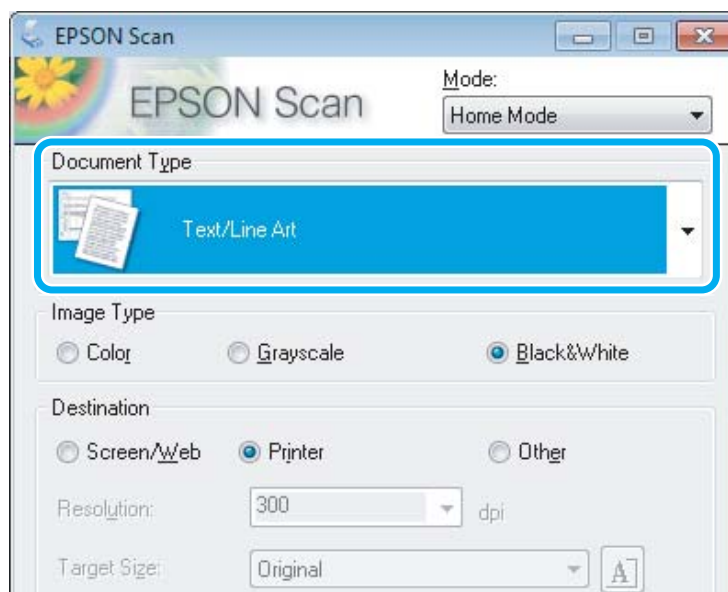 EPSON Scan
EPSON Scan
Mode:
Home Mode
Document Type
Text/Line Art
Image Type
Color Grayscale Black&White
Destination
Screen/Web Printer Other
Resolution: 300 dpi
Target Size: Original A